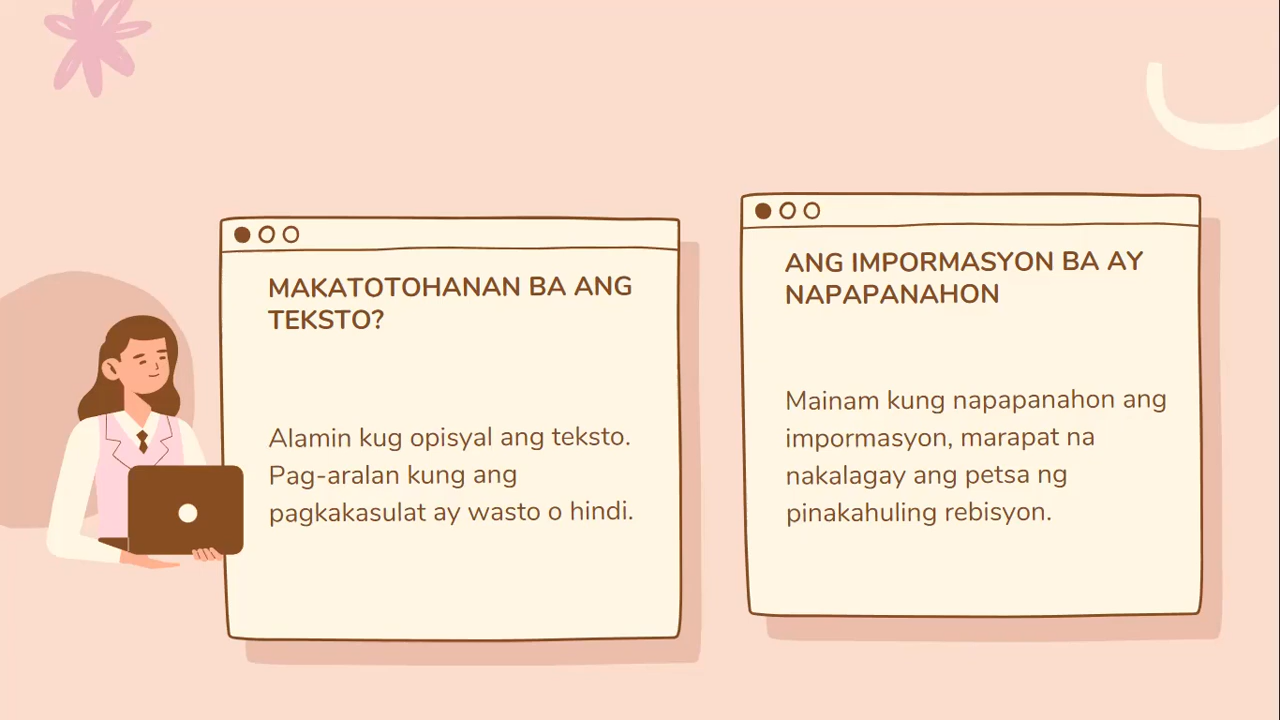 MAKATOTOHANAN BA ANG
TEKSTO?
Alamin kug opisyal ang teksto.
Pag-aralan kung ang
pagkakasulat ay wasto o hindi.
ANG IMPORMASYON BA AY
NAPAPANAHON
Mainam kung napapanahon ang
impormasyon, marapat na
nakalagay ang petsa ng
pinakahuling rebisyon.